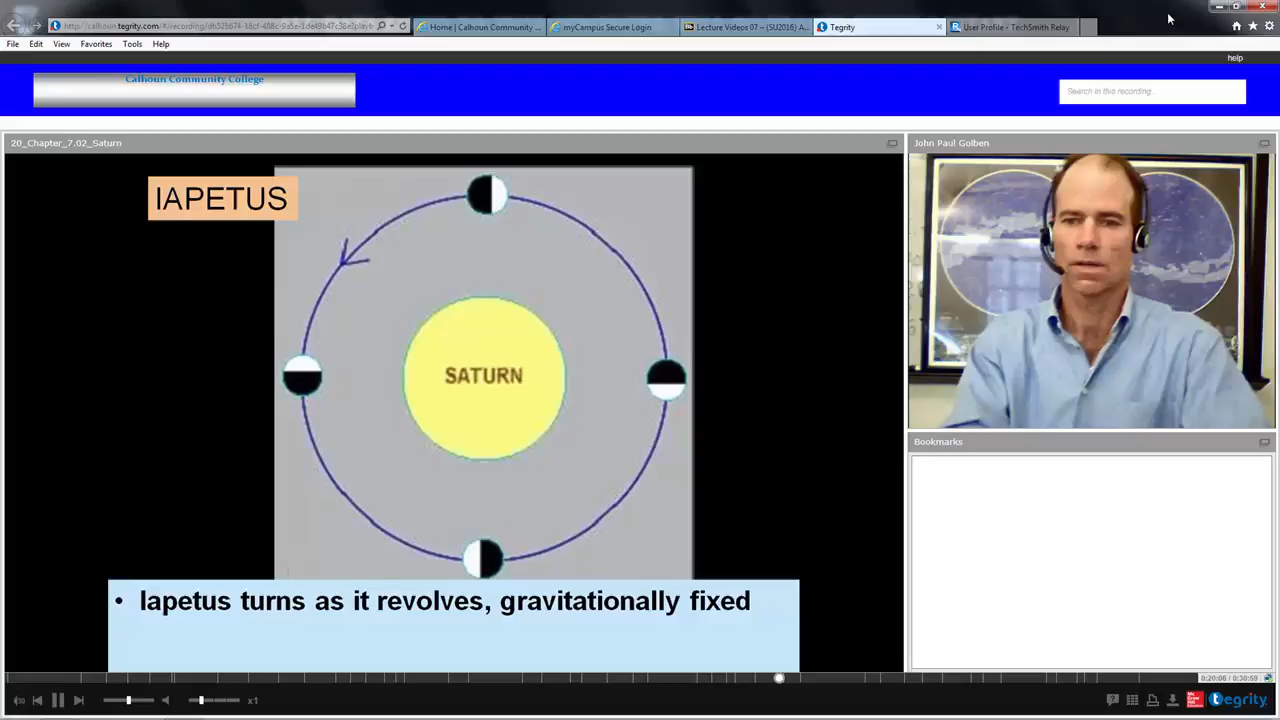 tegrity.com
Home | Calhoun Community ...
myCampus Secure Login
Lecture Videos 07 – (SU2016) A...
Tegrity
User Profile - TechSmith Relay
File Edit View Favorites Tools Help
help
Calhoun Community College
Search in this recording.
20_Chapter_7.02_Saturn
John Paul Golben
IAPETUS
SATURN
• Iapetus turns as it revolves, gravitationally fixed
Bookmarks
0:20:06 / 0:30:59
x1
tegrity